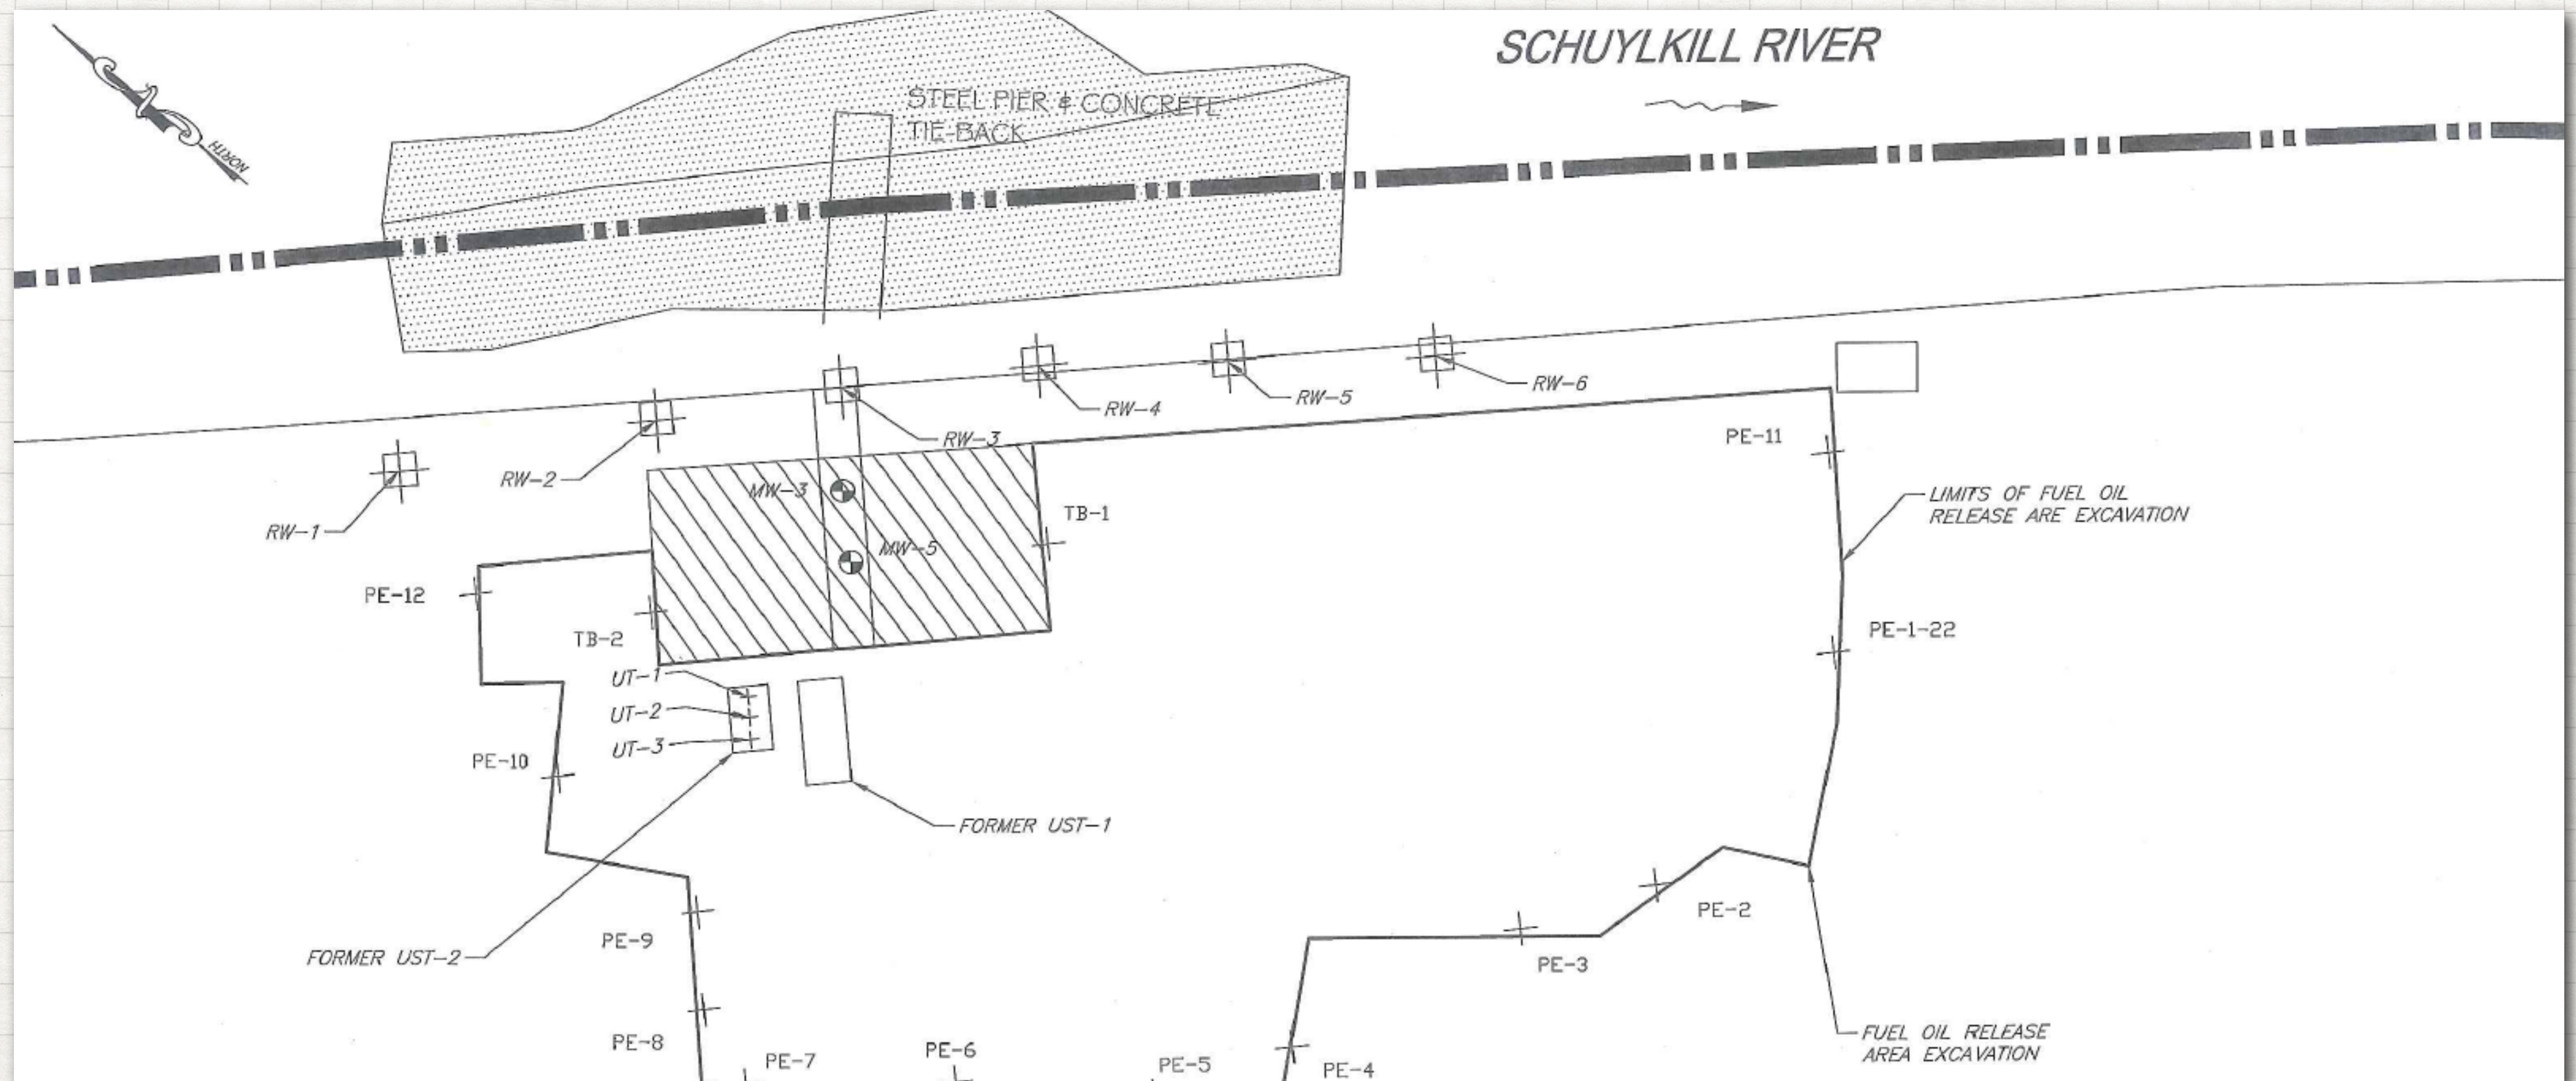 SCHUYLKILL RIVER
NORTH
STEEL PIER & CONCRETE
TIE-BACK
RW-6
RW-5
RW-4
RW-3
RW-2
RW-1
PE-11
LIMITS OF FUEL OIL
RELEASE ARE EXCAVATION
MW-3
TB-1
MW-5
PE-12
TB-2
PE-1-22
UT-1
UT-2
UT-3
PE-10
FORMER UST-1
PE-2
PE-9
FORMER UST-2
PE-3
FUEL OIL RELEASE
AREA EXCAVATION
PE-8
PE-7
PE-6
PE-5
PE-4